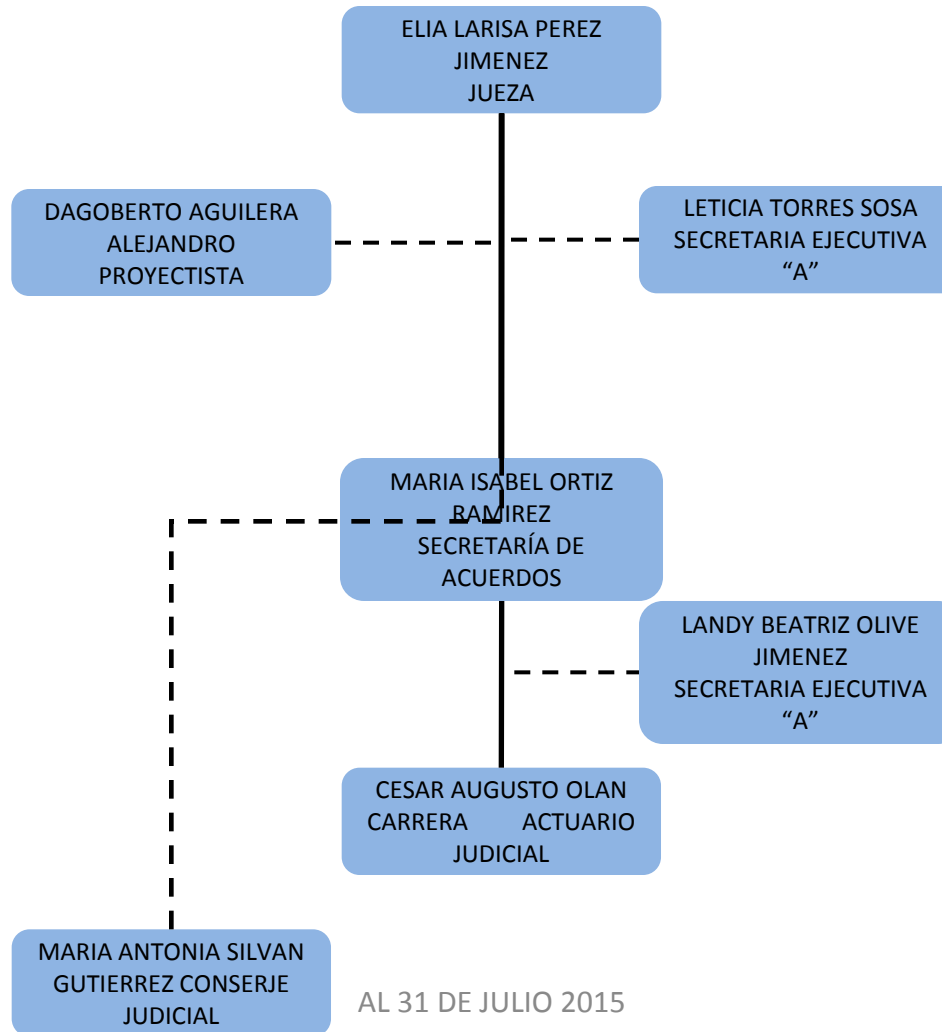 ELIA LARISA PEREZ
JIMENEZ
JUEZA
DAGOBERTO AGUILERA
ALEJANDRO
PROYECTISTA
LETICIA TORRES SOSA
SECRETARIA EJECUTIVA
“A”
MARIA ISABEL ORTIZ
RAMIREZ
SECRETARÍA DE
ACUERDOS
LANDY BEATRIZ OLIVE
JIMENEZ
SECRETARIA EJECUTIVA
“A”
CESAR AUGUSTO OLAN
CARRERA ACTUARIO
JUDICIAL
MARIA ANTONIA SILVAN
GUTIERREZ CONSERJE
JUDICIAL
AL 31 DE JULIO 2015